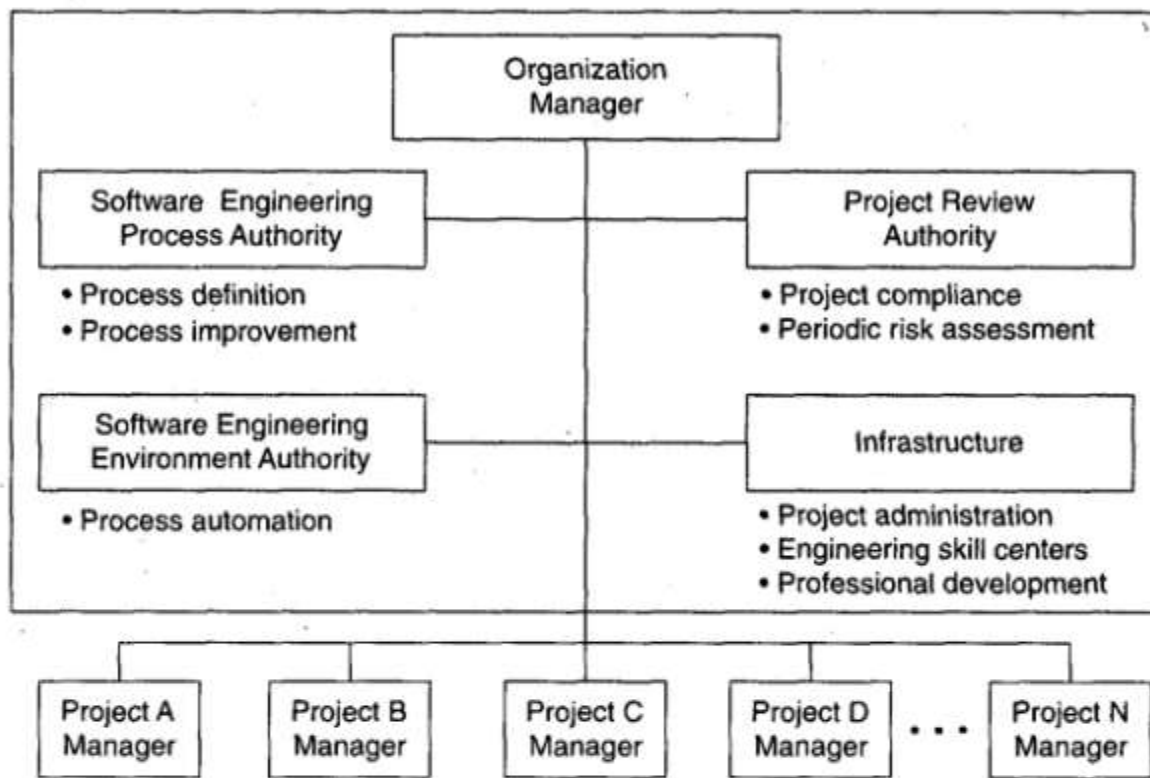 Organization
Manager
Software Engineering
Process Authority
• Process definition
• Process improvement
Project Review
Authority
• Project compliance
• Periodic risk assessment
Software Engineering
Environment Authority
• Process automation
Infrastructure
• Project administration
• Engineering skill centers
• Professional development
Project A
Manager
Project B
Manager
Project C
Manager
Project D
Manager
• • •
Project N
Manager